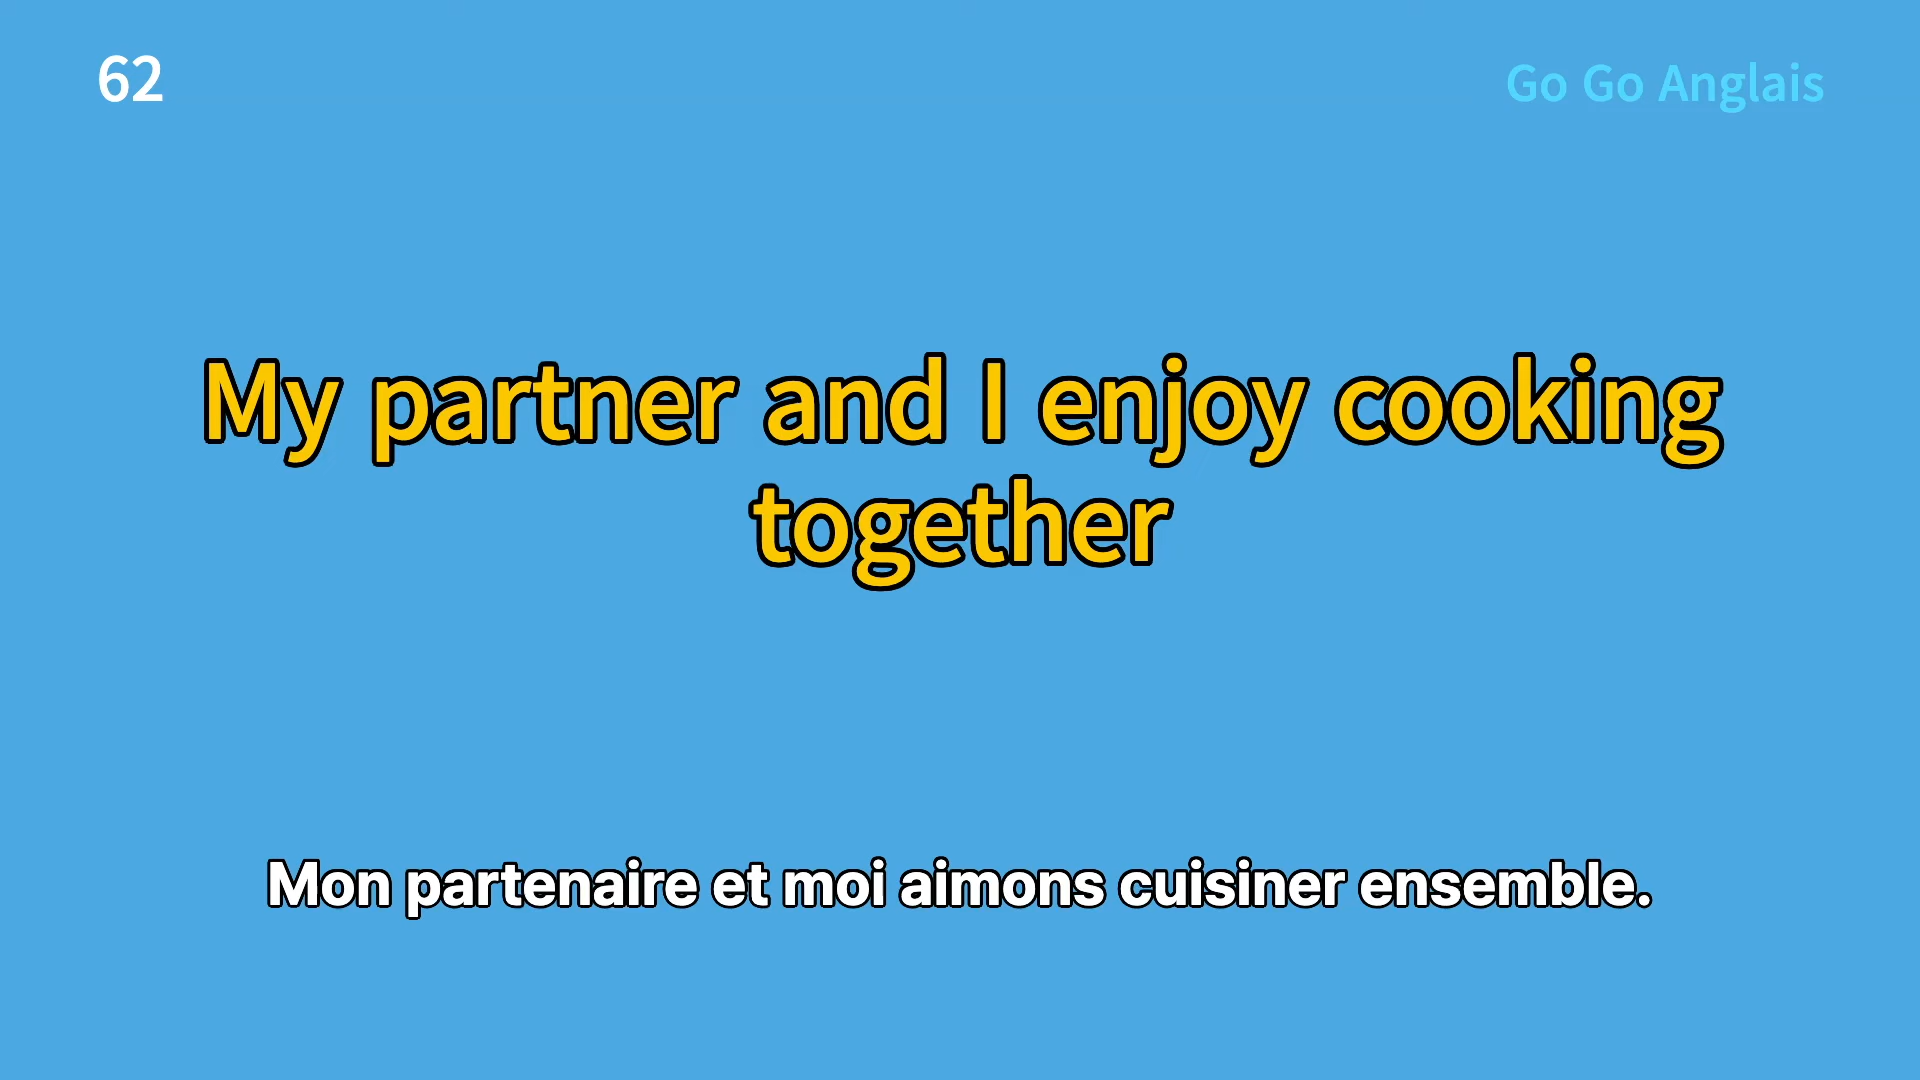 62
Go Go Anglais
My partner and I enjoy cooking
together
Mon partenaire et moi aimons cuisiner ensemble.